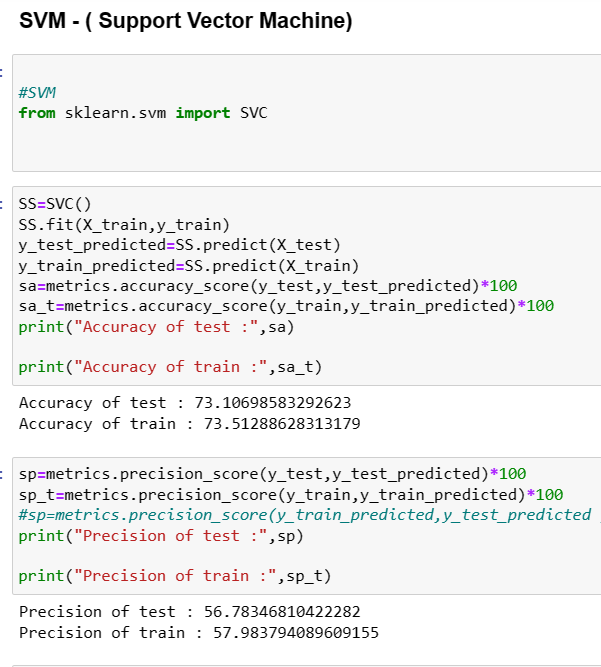 SVM - ( Support Vector Machine)
:
#SVM
from sklearn.svm import SVC
:
SS=SVC()
SS.fit(X_train,y_train)
y_test_predicted=SS.predict(X_test)
y_train_predicted=SS.predict(X_train)
sa=metrics.accuracy_score(y_test,y_test_predicted)*100
sa_t=metrics.accuracy_score(y_train,y_train_predicted)*100
print("Accuracy of test :",sa)
print("Accuracy of train :",sa_t)
Accuracy of test : 73.10698583292623
Accuracy of train : 73.51288628313179
:
sp=metrics.precision_score(y_test,y_test_predicted)*100
sp_t=metrics.precision_score(y_train,y_train_predicted)*100
#sp=metrics.precision_score(y_train_predicted,y_test_predicted
print("Precision of test :",sp)
print("Precision of train :",sp_t)
Precision of test : 56.78346810422282
Precision of train : 57.983794089609155